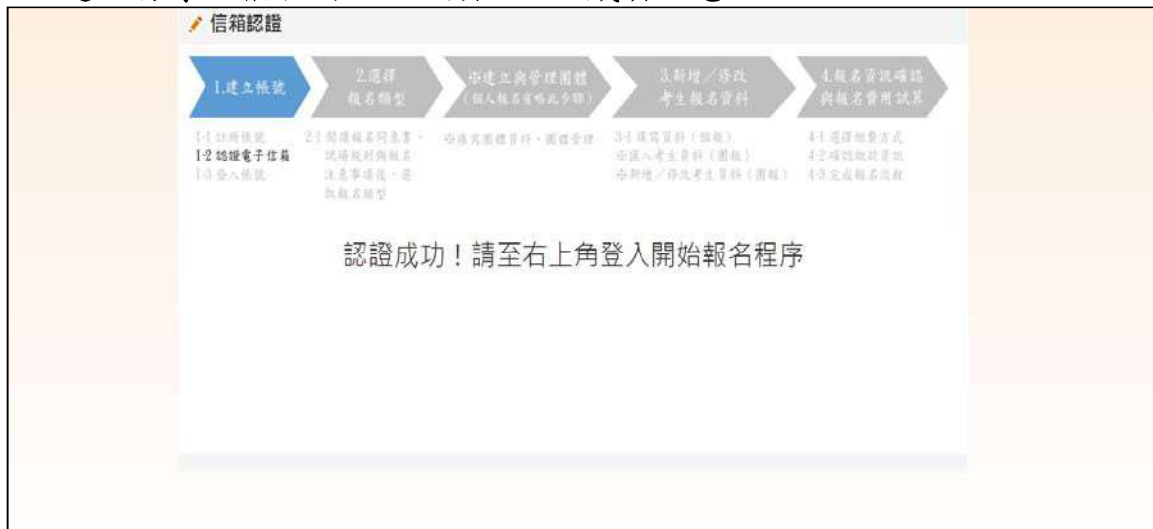 信箱認證
1.建立帳號
2.選擇
報名類型
※建立與管理團體
(個人報名省略此步驟)
3.新增／修改
考生報名資料
4.報名資訊確認
與報名費用試算
1-1 註冊帳號
1-2 認證電子信箱
1-3 登入帳號
2-1 閱讀報名同意書、
試場規則與報名
注意事項後，選
取報名類型
※填寫團體資料、團體管理
3-1 填寫資料（個報）
※匯入考生資料（團報）
※新增／修改考生資料（團報）
4-1 選擇繳費方式
4-2 確認繳款資訊
4-3 完成報名流程
認證成功！請至右上角登入開始報名程序